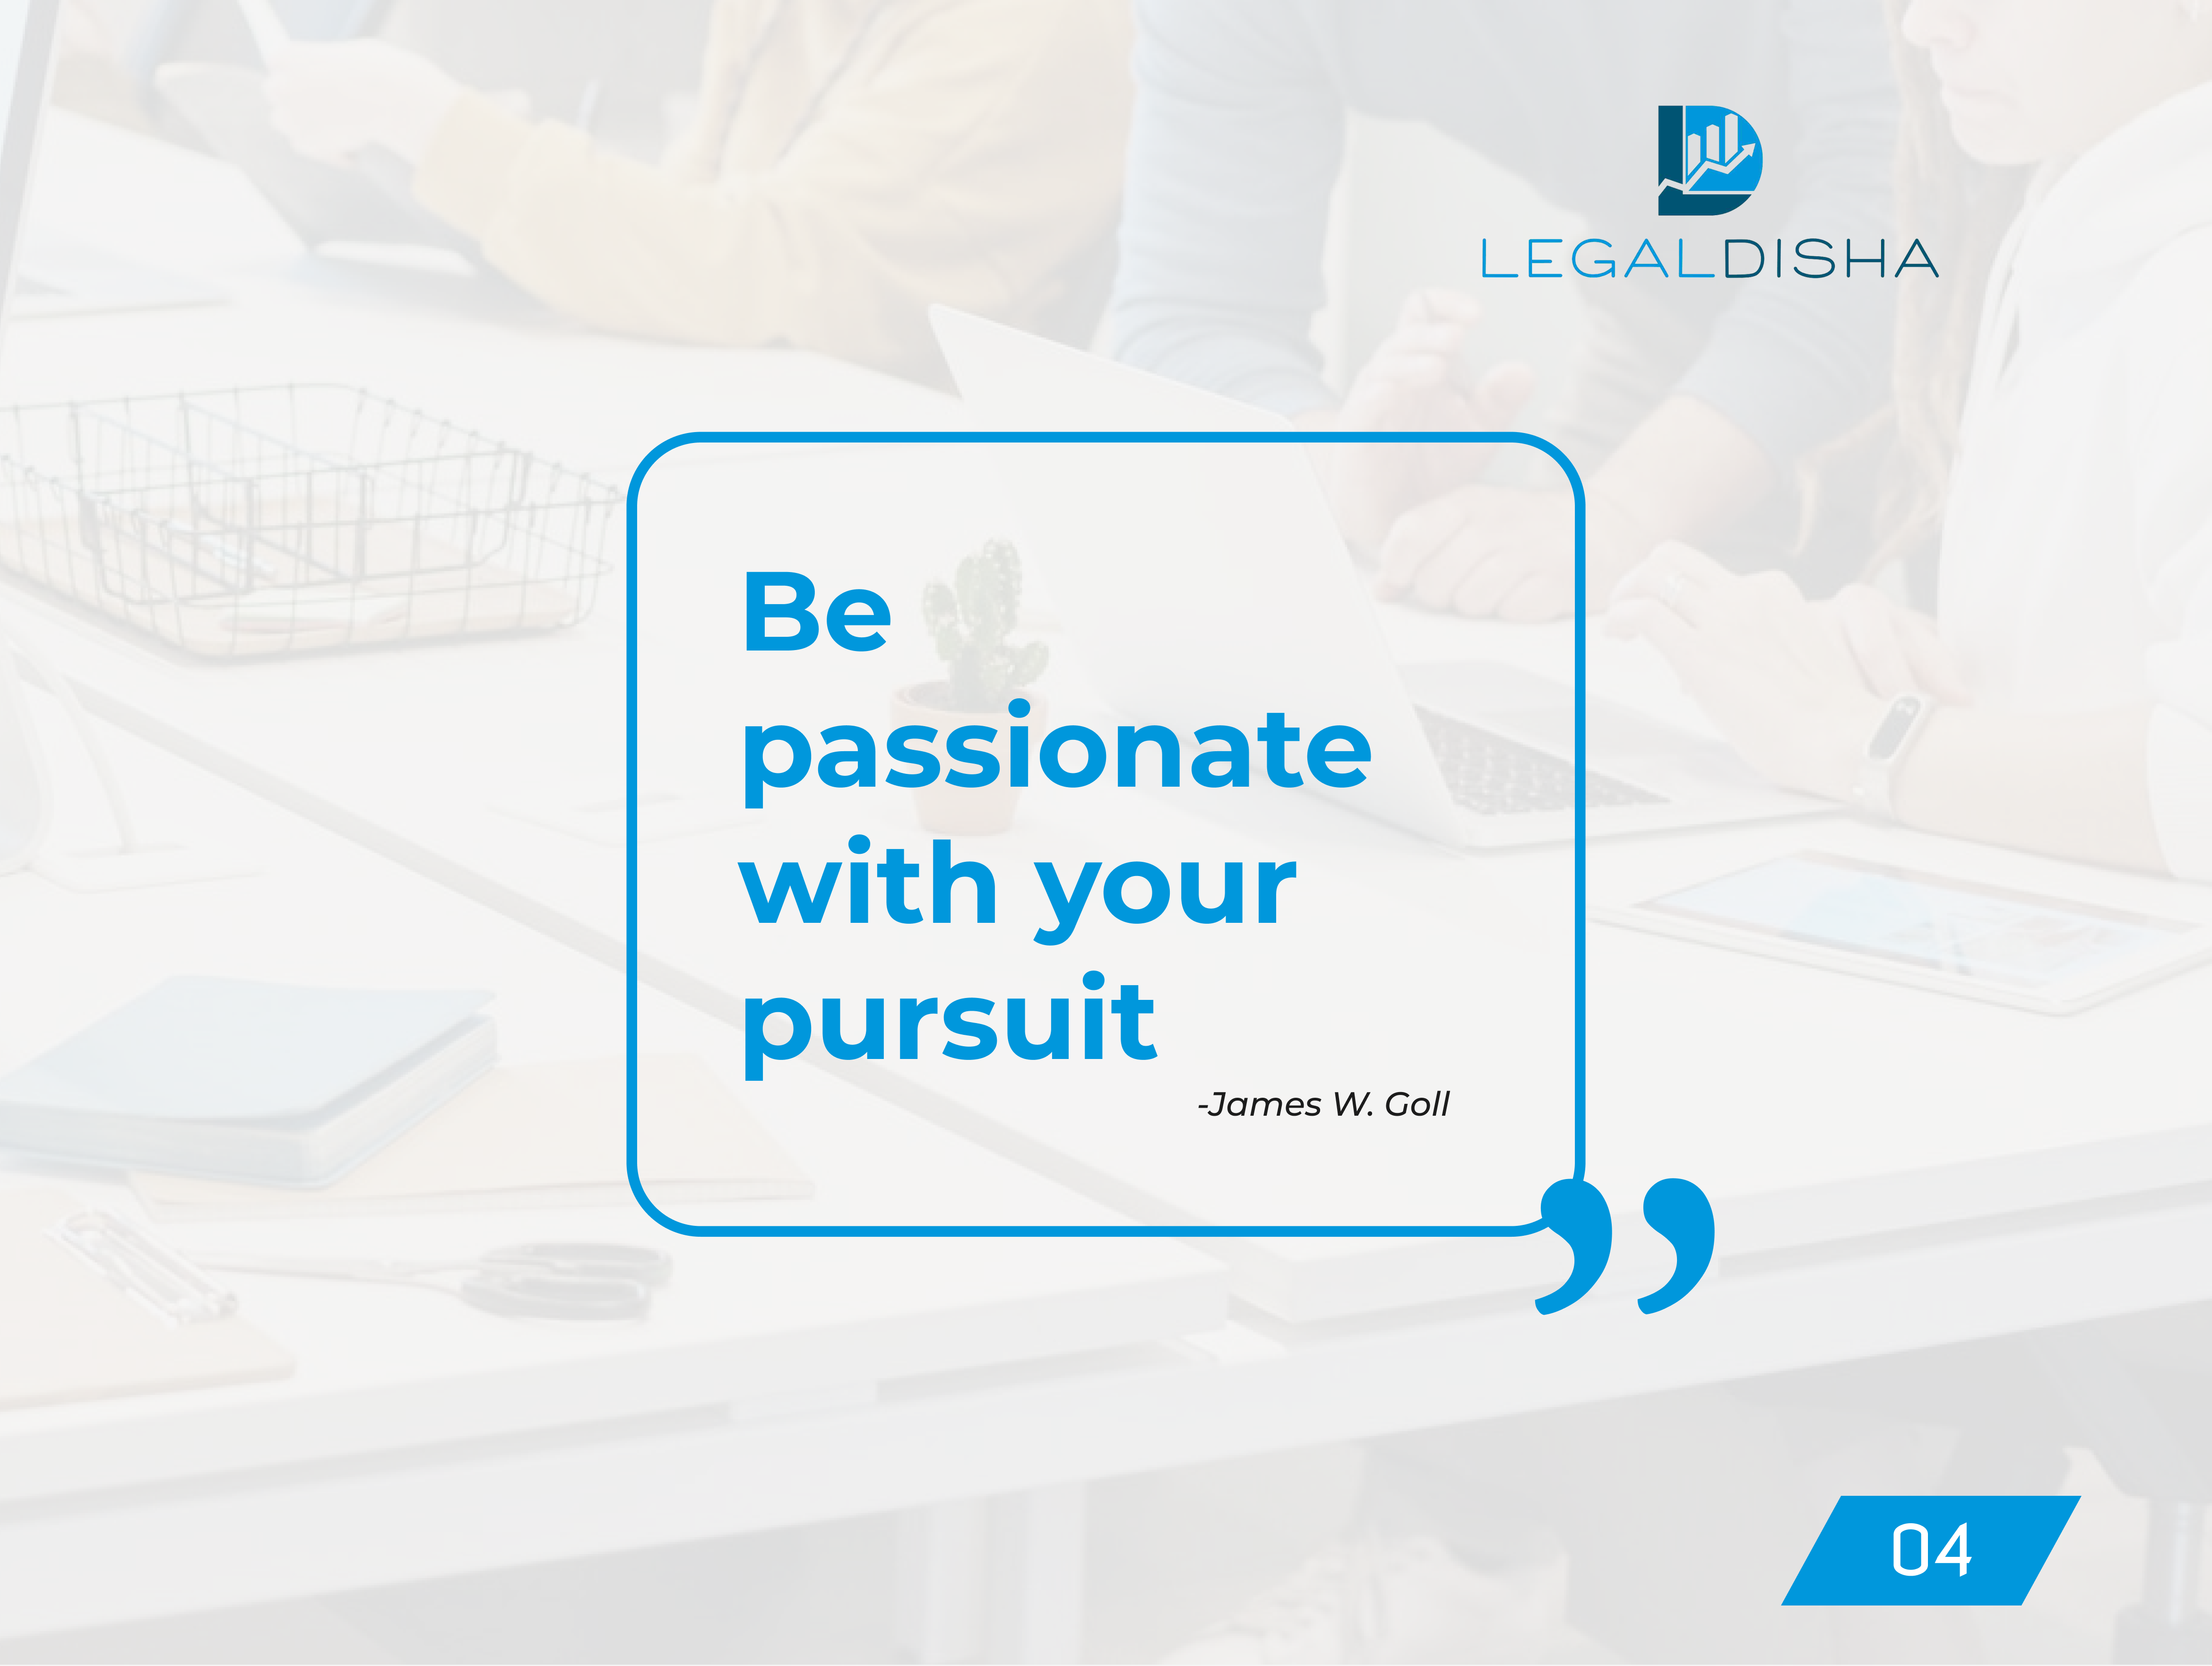 LEGALDISHA
Be
passionate
with your
pursuit
-James W. Goll
”
04